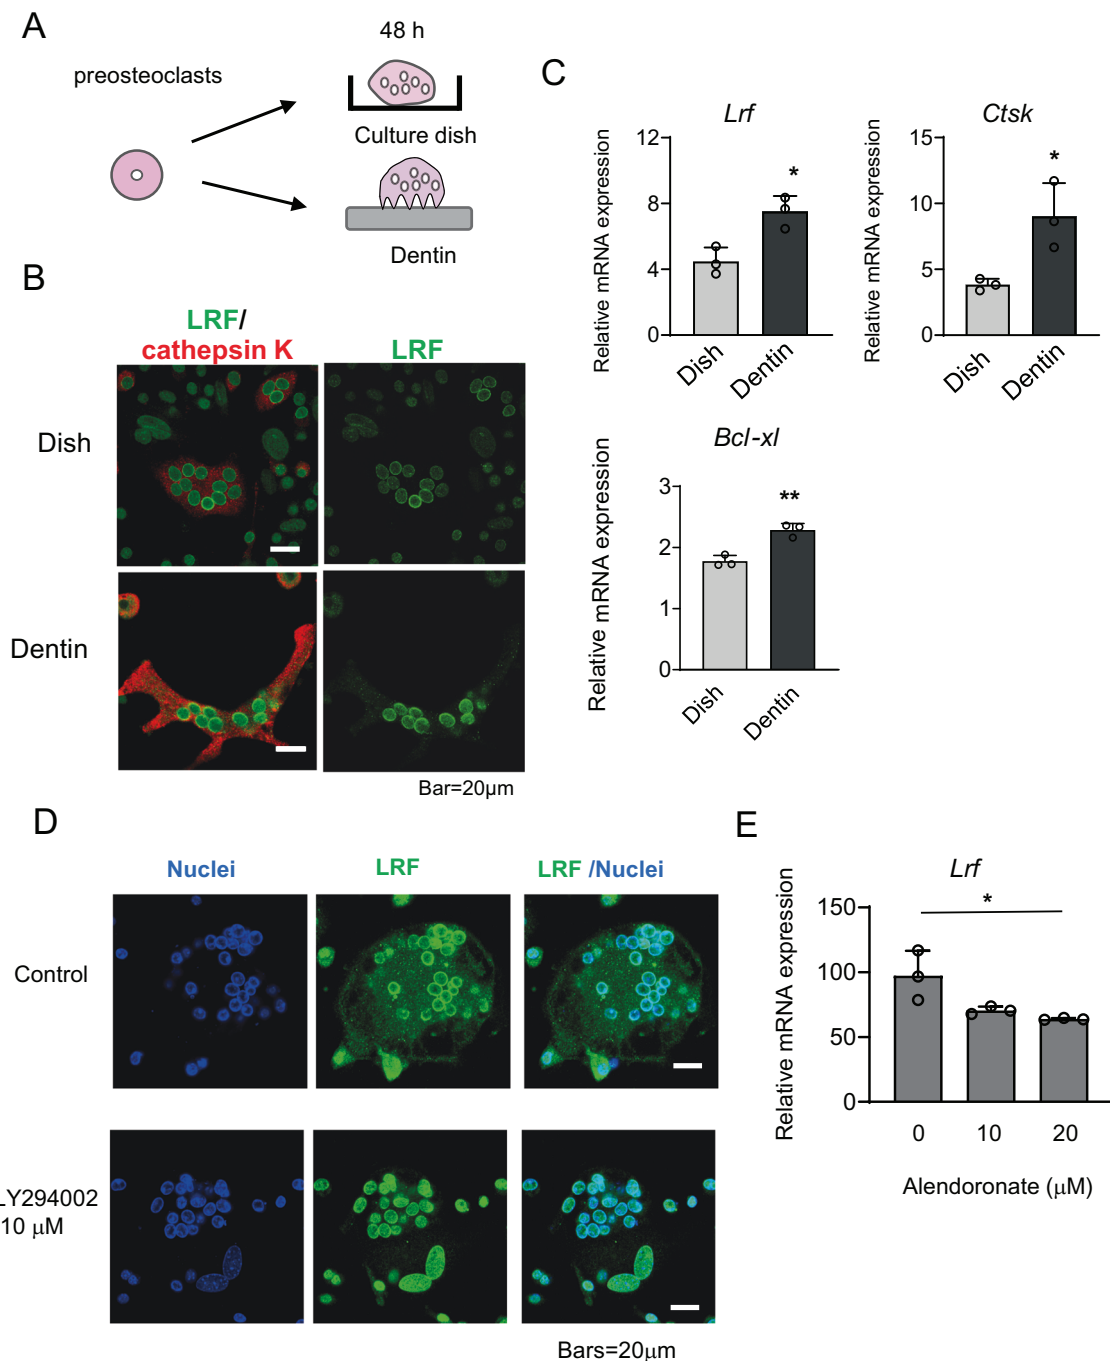 A
48 h
preosteoclasts
Culture dish
Dentin
B
LRF/
cathepsin K
LRF
Dish
Dentin
Bar=20μm
C
Lrf
Relative mRNA expression
12
8
4
0
Dish
Dentin
*
Ctsk
Relative mRNA expression
15
10
5
0
Dish
Dentin
*
Bcl-xl
Relative mRNA expression
3
2
1
0
Dish
Dentin
**
D
Nuclei
LRF
LRF /Nuclei
Control
LY294002
10 μM
Bars=20μm
E
Lrf
Relative mRNA expression
150
100
50
0
*
0 10 20
Alendoronate (μM)